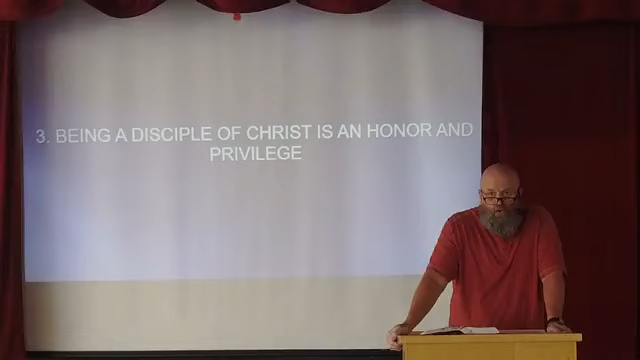 3. BEING A DISCIPLE OF CHRIST IS AN HONOR AND
PRIVILEGE